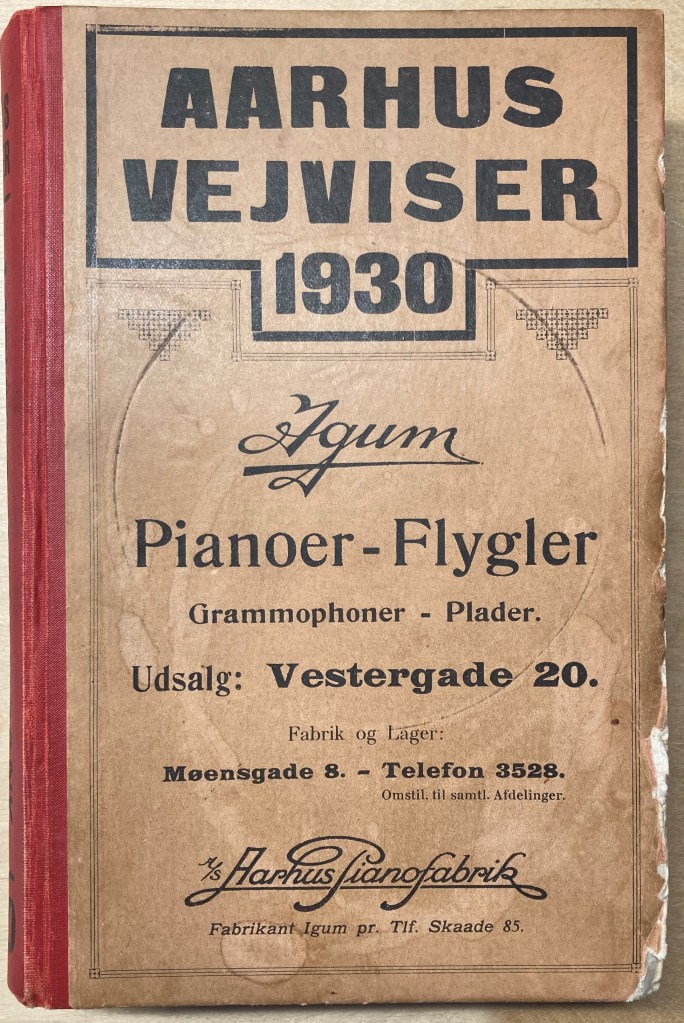 AARHUS
VEJVISER
1930
Igum
Pianoer - Flygler
Grammophoner - Plader.
Udsalg: Vestergade 20.
Fabrik og Lager:
Møensgade 8. - Telefon 3528.
Omstil. til samtl. Afdelinger.
A/S Aarhus Pianofabrik
Fabrikant Igum pr. Tlf. Skaade 85.